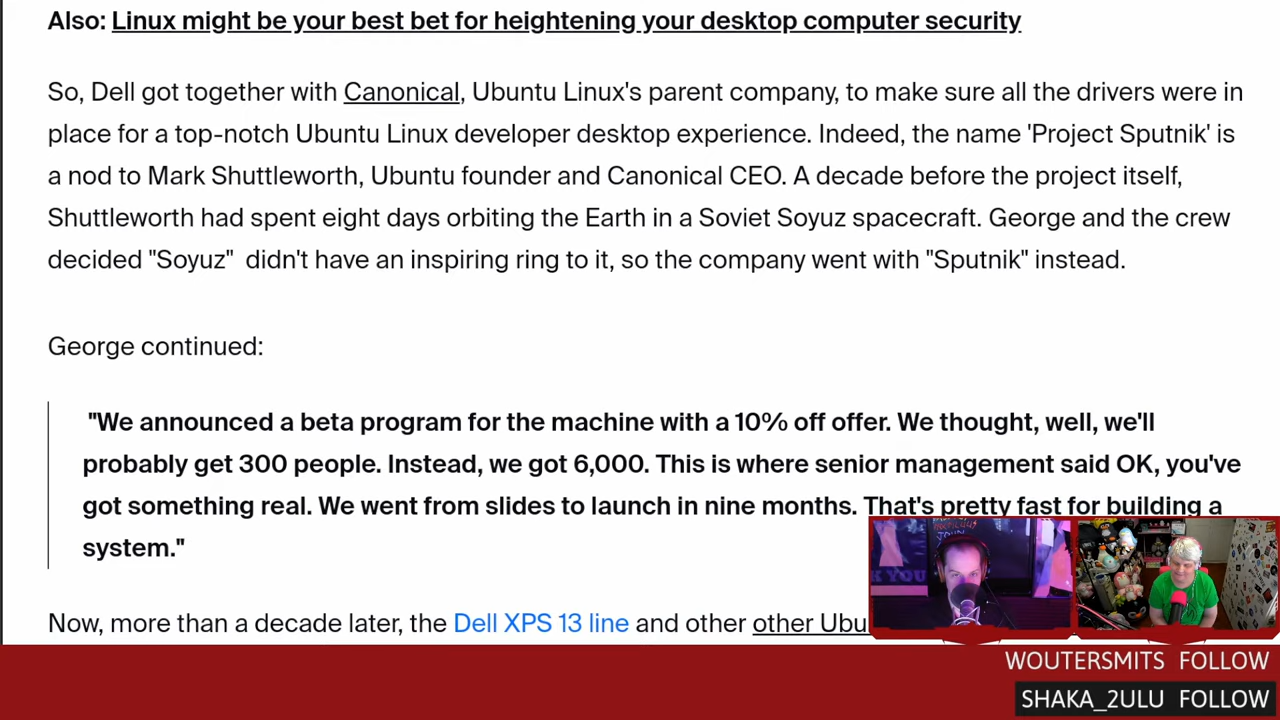 Also: Linux might be your best bet for heightening your desktop computer security
So, Dell got together with Canonical, Ubuntu Linux's parent company, to make sure all the drivers were in
place for a top-notch Ubuntu Linux developer desktop experience. Indeed, the name 'Project Sputnik' is
a nod to Mark Shuttleworth, Ubuntu founder and Canonical CEO. A decade before the project itself,
Shuttleworth had spent eight days orbiting the Earth in a Soviet Soyuz spacecraft. George and the crew
decided "Soyuz"  didn't have an inspiring ring to it, so the company went with "Sputnik" instead.
George continued:
"We announced a beta program for the machine with a 10% off offer. We thought, well, we'll
probably get 300 people. Instead, we got 6,000. This is where senior management said OK, you've
got something real. We went from slides to launch in nine months. That's pretty fast for building a
system."
Now, more than a decade later, the Dell XPS 13 line and other other Ubu
K YOU
WOUTERSMITS FOLLOW
SHAKA_2ULU FOLLOW